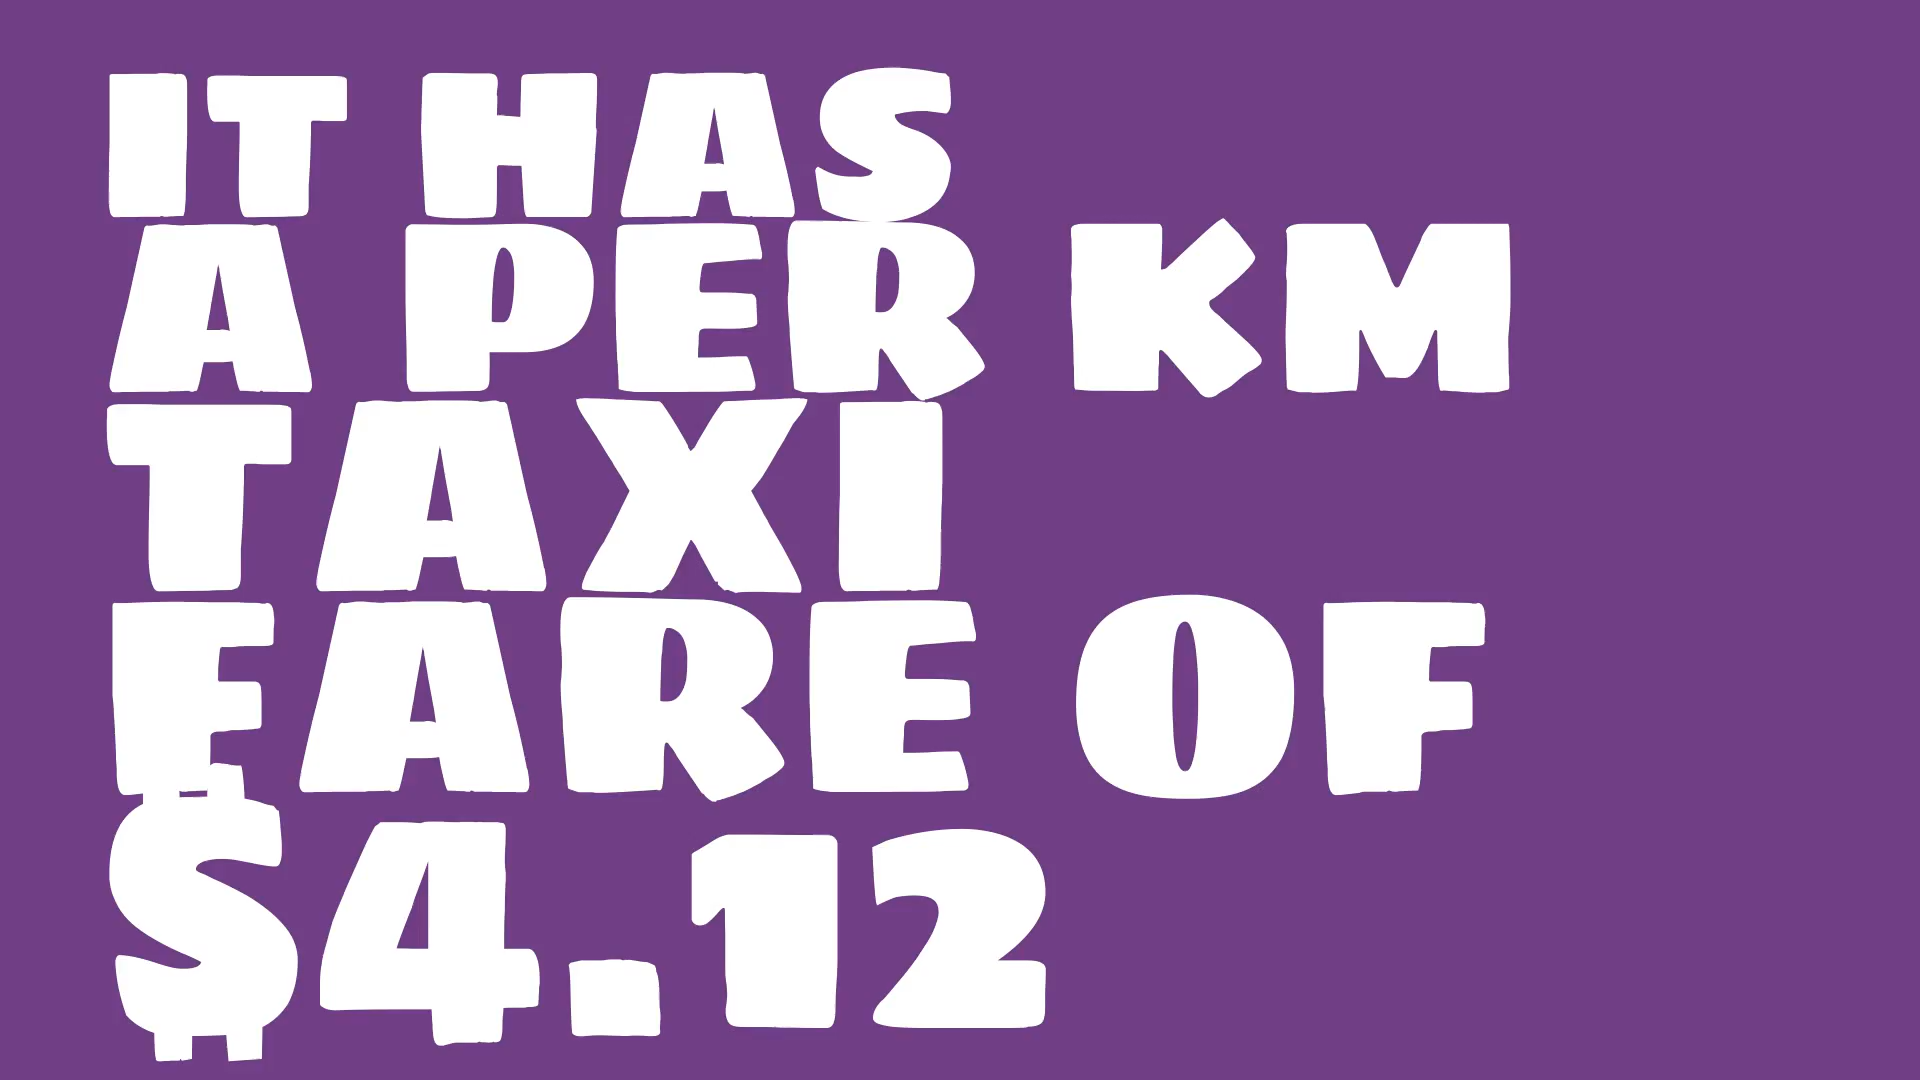 IT HAS
A PER KM
TAXI
FARE OF
$4.12